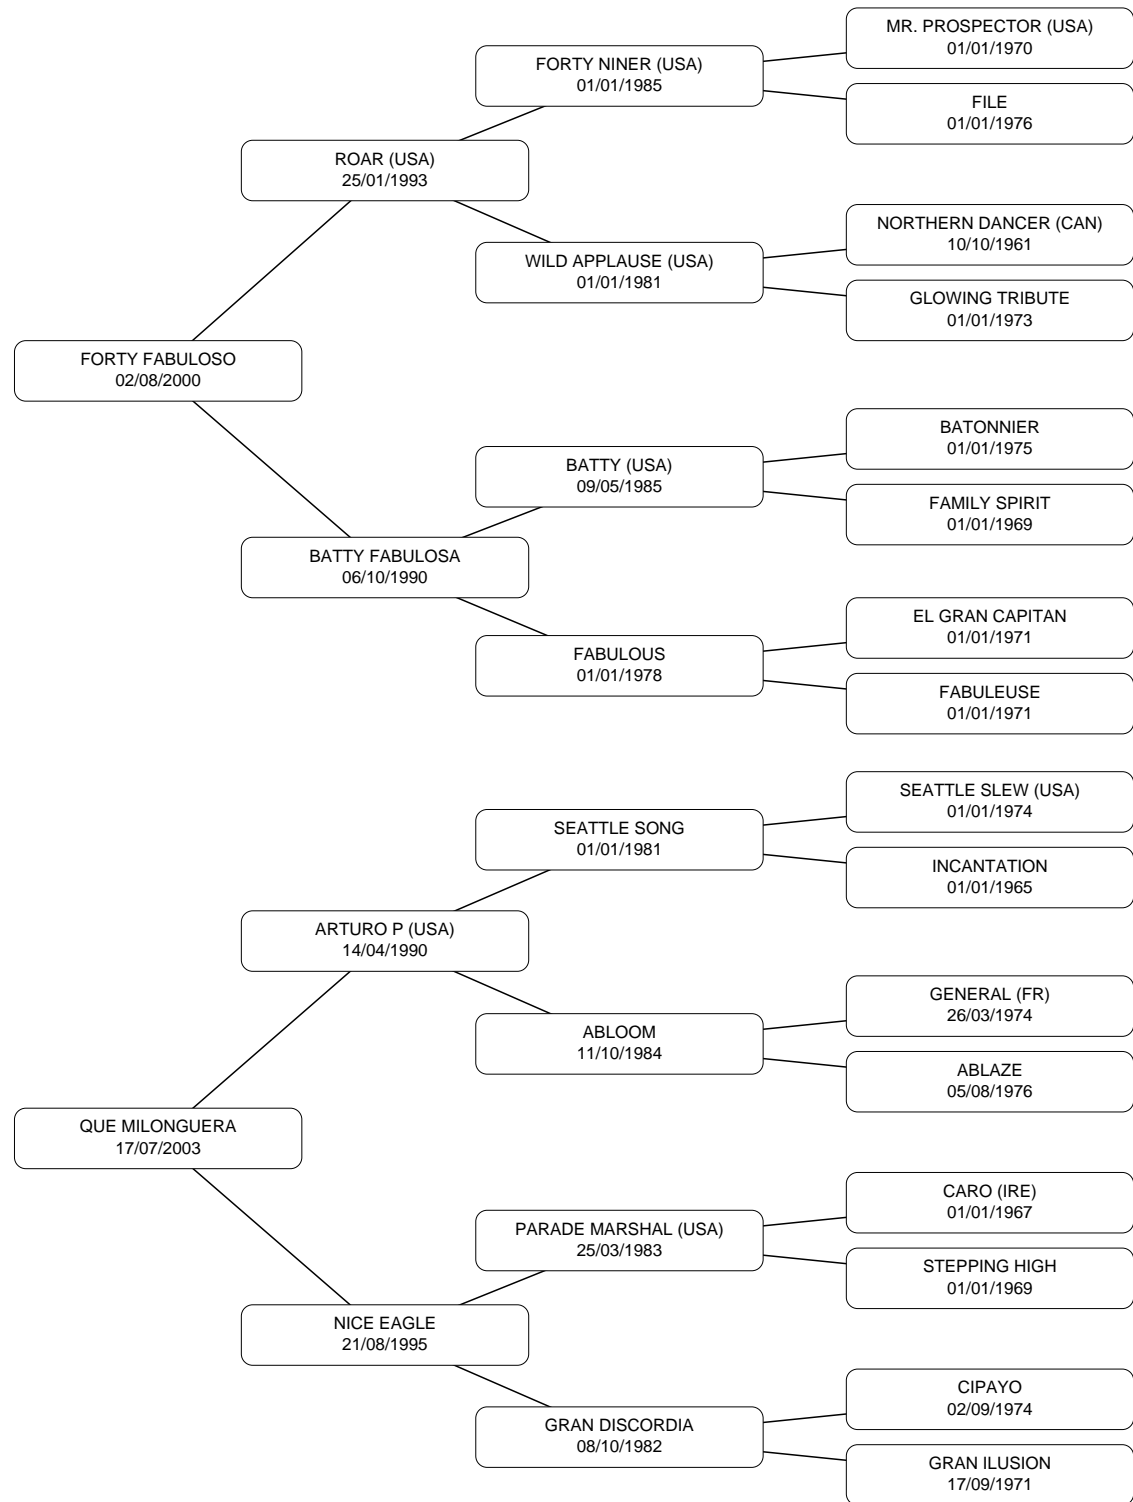 MR. PROSPECTOR (USA)
01/01/1970
FORTY NINER (USA)
01/01/1985
FILE
01/01/1976
ROAR (USA)
25/01/1993
NORTHERN DANCER (CAN)
10/10/1961
WILD APPLAUSE (USA)
01/01/1981
GLOWING TRIBUTE
01/01/1973
FORTY FABULOSO
02/08/2000
BATONNIER
01/01/1975
BATTY (USA)
09/05/1985
FAMILY SPIRIT
01/01/1969
BATTY FABULOSA
06/10/1990
EL GRAN CAPITAN
01/01/1971
FABULOUS
01/01/1978
FABULEUSE
01/01/1971
SEATTLE SLEW (USA)
01/01/1974
SEATTLE SONG
01/01/1981
INCANTATION
01/01/1965
ARTURO P (USA)
14/04/1990
GENERAL (FR)
26/03/1974
ABLOOM
11/10/1984
ABLAZE
05/08/1976
QUE MILONGUERA
17/07/2003
CARO (IRE)
01/01/1967
PARADE MARSHAL (USA)
25/03/1983
STEPPING HIGH
01/01/1969
NICE EAGLE
21/08/1995
CIPAYO
02/09/1974
GRAN DISCORDIA
08/10/1982
GRAN ILUSION
17/09/1971